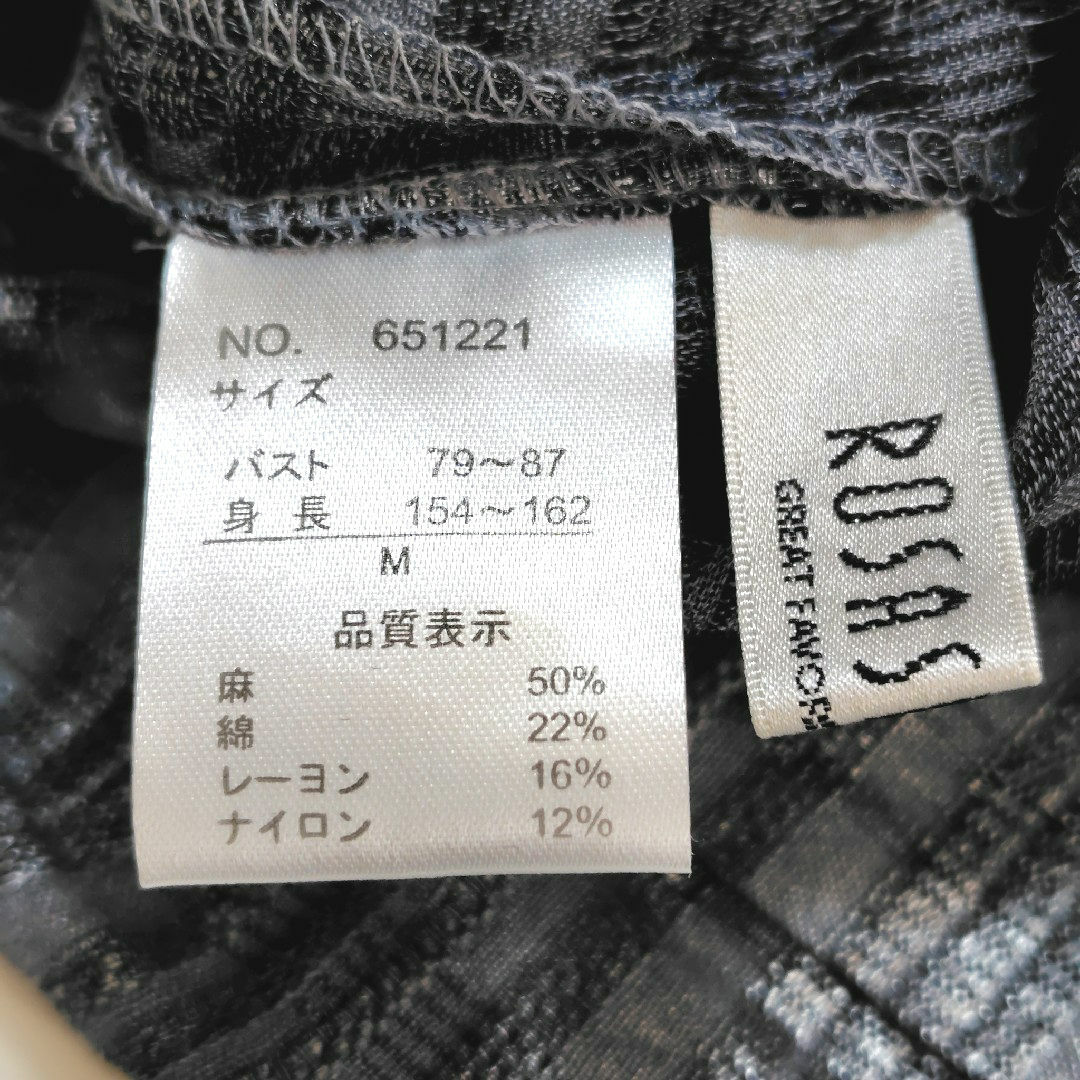 NO. 651221
サイズ
バスト 79～87
身長 154～162
M
品質表示
麻 50%
綿 22%
レーヨン 16%
ナイロン 12%
ROSAS
GREAT